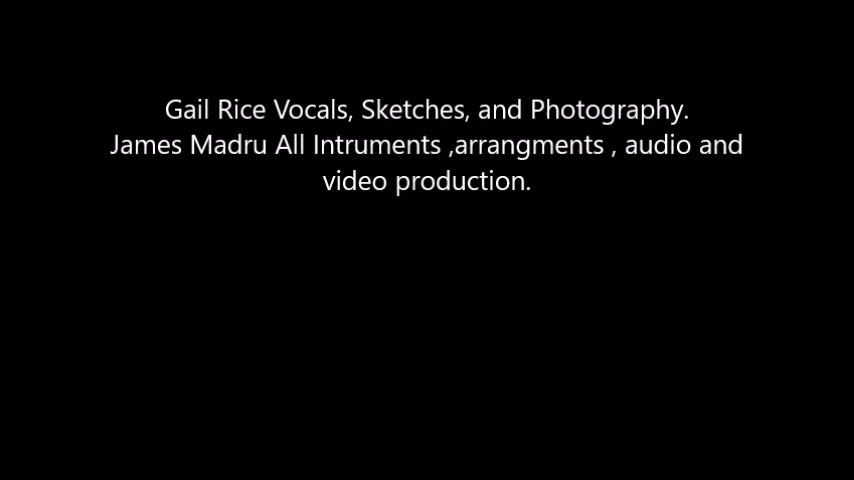 Gail Rice Vocals, Sketches, and Photography.
James Madru All Intruments ,arrangments , audio and
video production.